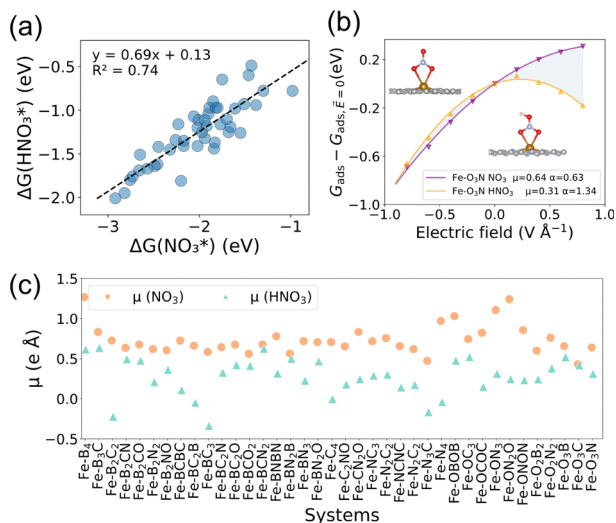 (a)
y = 0.69x + 0.13
R² = 0.74
ΔG(HNO₃*) (eV)
-0.5
-1.0
-1.5
-2.0
-3
-2
-1
ΔG(NO₃*) (eV)
(b)
G_ads − G_ads, E⃗ = 0 (eV)
0.2
-0.2
-0.6
-1.0
Fe-O₃N NO₃ μ=0.64 α=0.63
Fe-O₃N HNO₃ μ=0.31 α=1.34
-1.0
-0.5
0.0
0.5
1.0
Electric field (V Å⁻¹)
(c)
μ (NO₃)
μ (HNO₃)
μ (e Å)
1.5
1.0
0.5
0.0
-0.5
Fe-B₄
Fe-B₃C
Fe-B₂C₂
Fe-B₂CN
Fe-B₂CO
Fe-B₂N₂
Fe-B₂NO
Fe-BCBC
Fe-BC₂B
Fe-BC₃
Fe-BC₂N
Fe-BC₂O
Fe-BCO₂
Fe-BCN₂
Fe-BNBN
Fe-BN₂B
Fe-BN₃
Fe-BN₂O
Fe-C₄
Fe-C₂NO
Fe-CN₂O
Fe-NC₃
Fe-N₂C₂
Fe-NCNC
Fe-N₂C₂
Fe-N₃C
Fe-N₄
Fe-OBOB
Fe-OC₃
Fe-OCOC
Fe-ON₃
Fe-ON₂O
Fe-ONON
Fe-O₂B₂
Fe-O₂N₂
Fe-O₃B
Fe-O₃C
Fe-O₃N
Systems